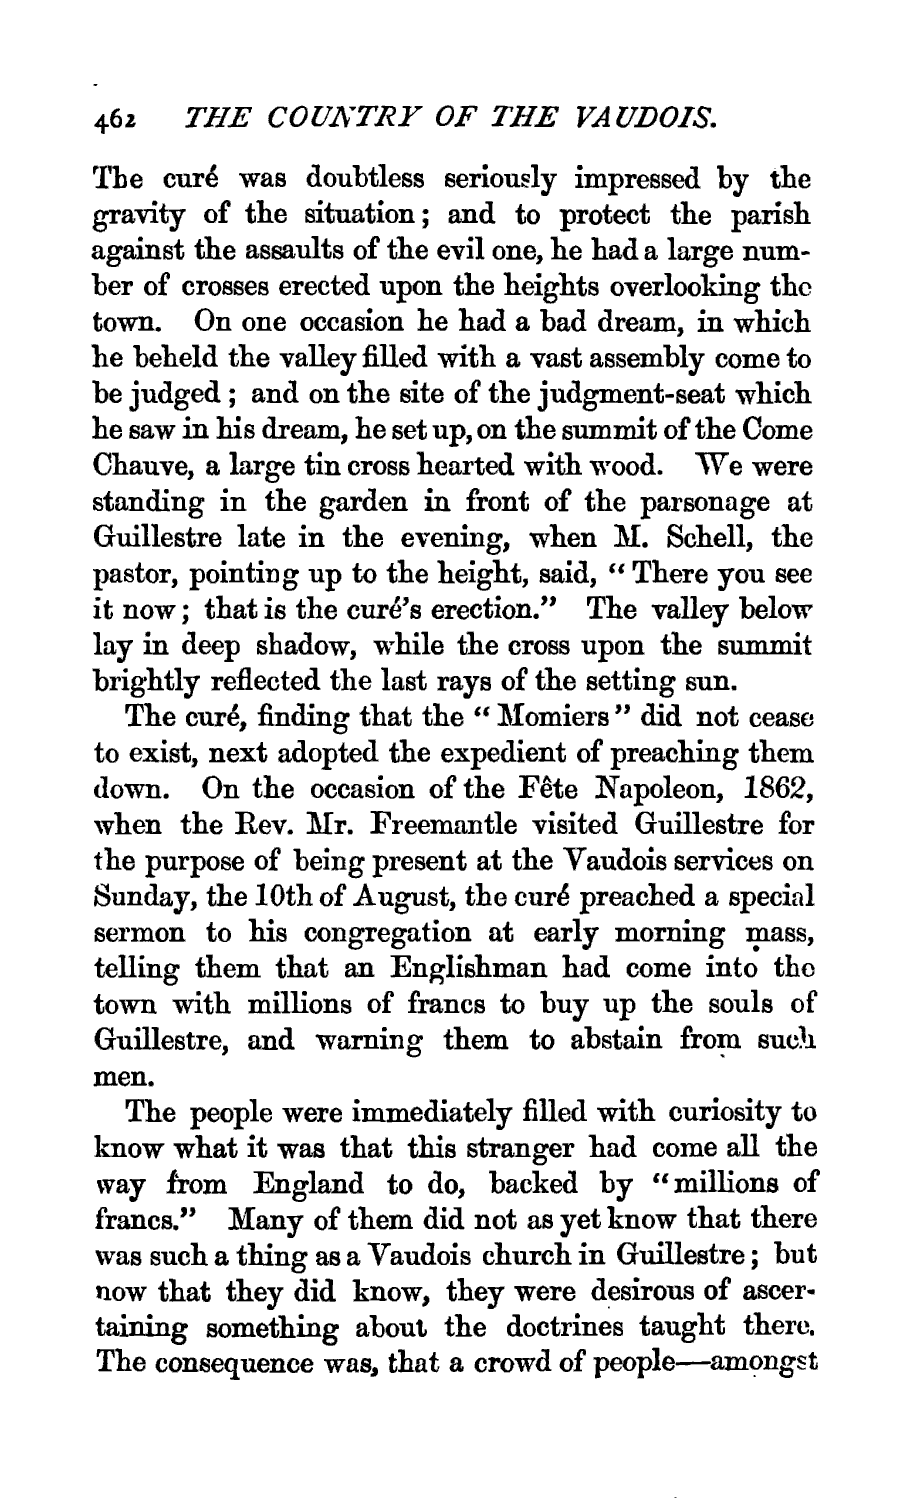 462 THE COUNTRY OF THE VAUDOIS.
The curé was doubtless seriously impressed by the
gravity of the situation; and to protect the parish
against the assaults of the evil one, he had a large num-
ber of crosses erected upon the heights overlooking the
town. On one occasion he had a bad dream, in which
he beheld the valley filled with a vast assembly come to
be judged; and on the site of the judgment-seat which
he saw in his dream, he set up, on the summit of the Come
Chauve, a large tin cross hearted with wood. We were
standing in the garden in front of the parsonage at
Guillestre late in the evening, when M. Schell, the
pastor, pointing up to the height, said, “There you see
it now; that is the curé’s erection.” The valley below
lay in deep shadow, while the cross upon the summit
brightly reflected the last rays of the setting sun.
The curé, finding that the “Momiers” did not cease
to exist, next adopted the expedient of preaching them
down. On the occasion of the Fête Napoleon, 1862,
when the Rev. Mr. Freemantle visited Guillestre for
the purpose of being present at the Vaudois services on
Sunday, the 10th of August, the curé preached a special
sermon to his congregation at early morning mass,
telling them that an Englishman had come into the
town with millions of francs to buy up the souls of
Guillestre, and warning them to abstain from such
men.
The people were immediately filled with curiosity to
know what it was that this stranger had come all the
way from England to do, backed by “millions of
francs.” Many of them did not as yet know that there
was such a thing as a Vaudois church in Guillestre; but
now that they did know, they were desirous of ascer-
taining something about the doctrines taught there.
The consequence was, that a crowd of people—amongst